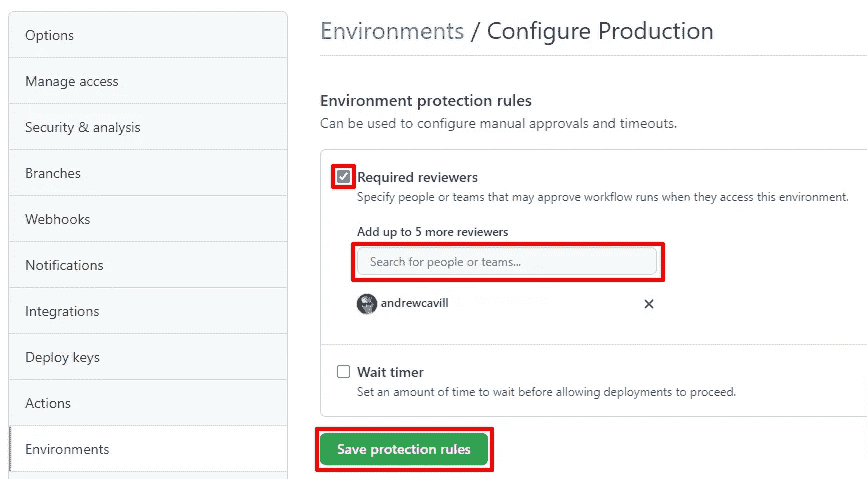 Options
Manage access
Security & analysis
Branches
Webhooks
Notifications
Integrations
Deploy keys
Actions
Environments
Environments / Configure Production
Environment protection rules
Can be used to configure manual approvals and timeouts.
Required reviewers
Specify people or teams that may approve workflow runs when they access this environment.
Add up to 5 more reviewers
Search for people or teams...
andrewcavill
Wait timer
Set an amount of time to wait before allowing deployments to proceed.
Save protection rules